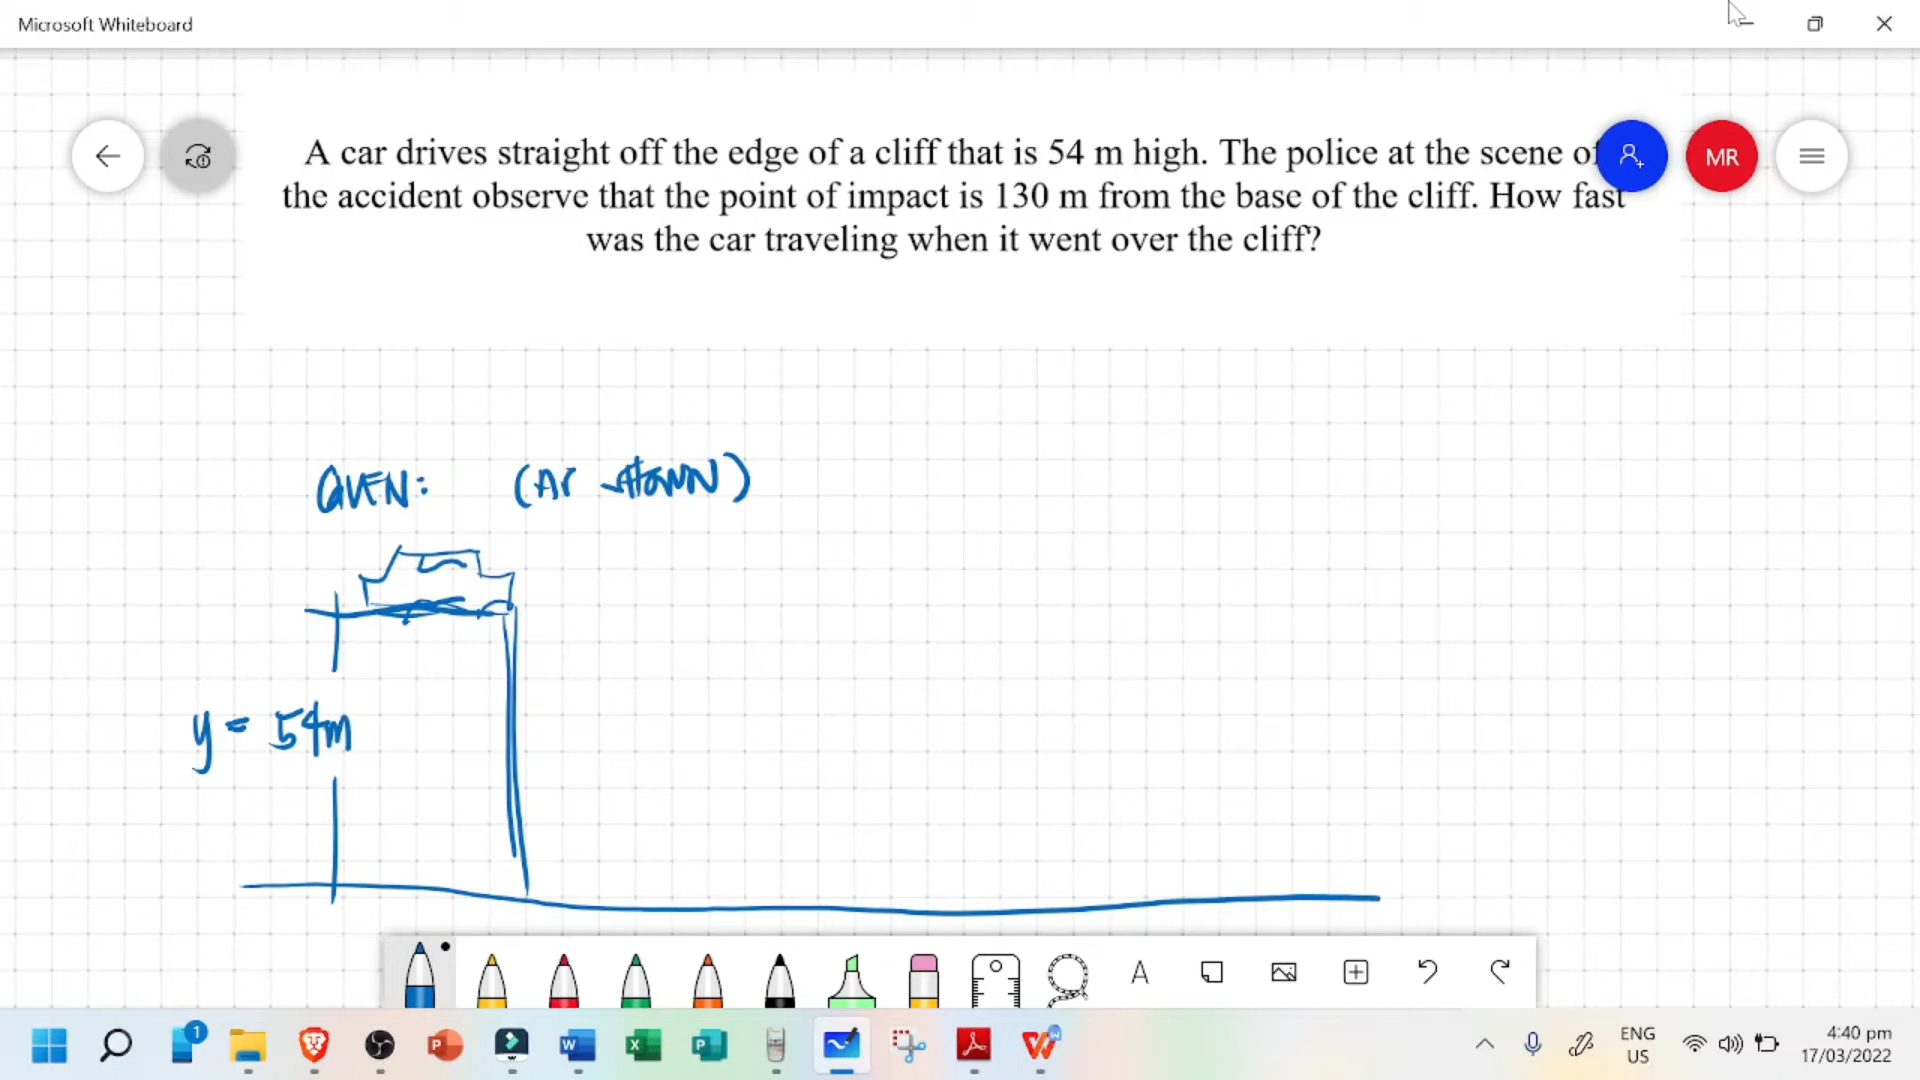 Microsoft Whiteboard
A car drives straight off the edge of a cliff that is 54 m high. The police at the scene of
the accident observe that the point of impact is 130 m from the base of the cliff. How fast
was the car traveling when it went over the cliff?
MR
GIVEN: (AS SHOWN)
y = 54m
A
1
P
W
X
P
W
ENG
US
4:40 pm
17/03/2022